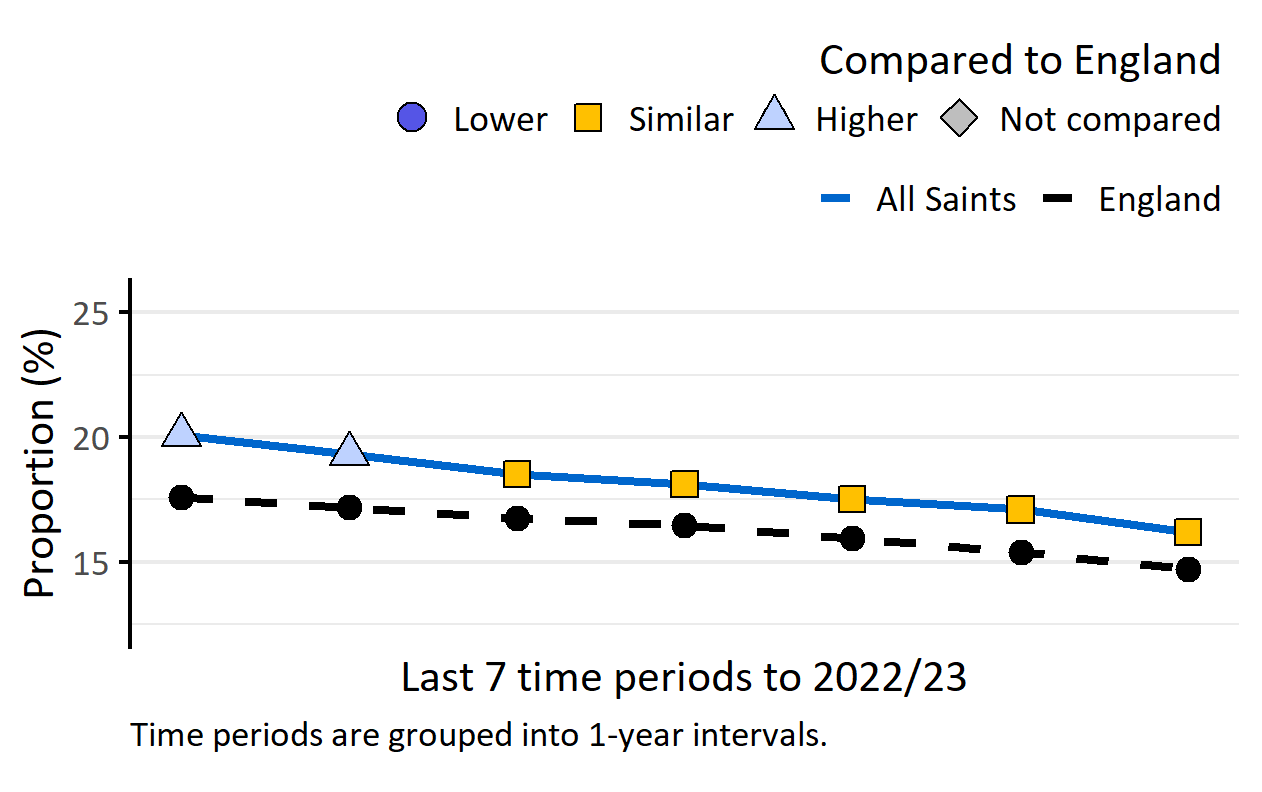 Compared to England
Lower Similar Higher Not compared
All Saints England
Proportion (%)
25
20
15
Last 7 time periods to 2022/23
Time periods are grouped into 1-year intervals.